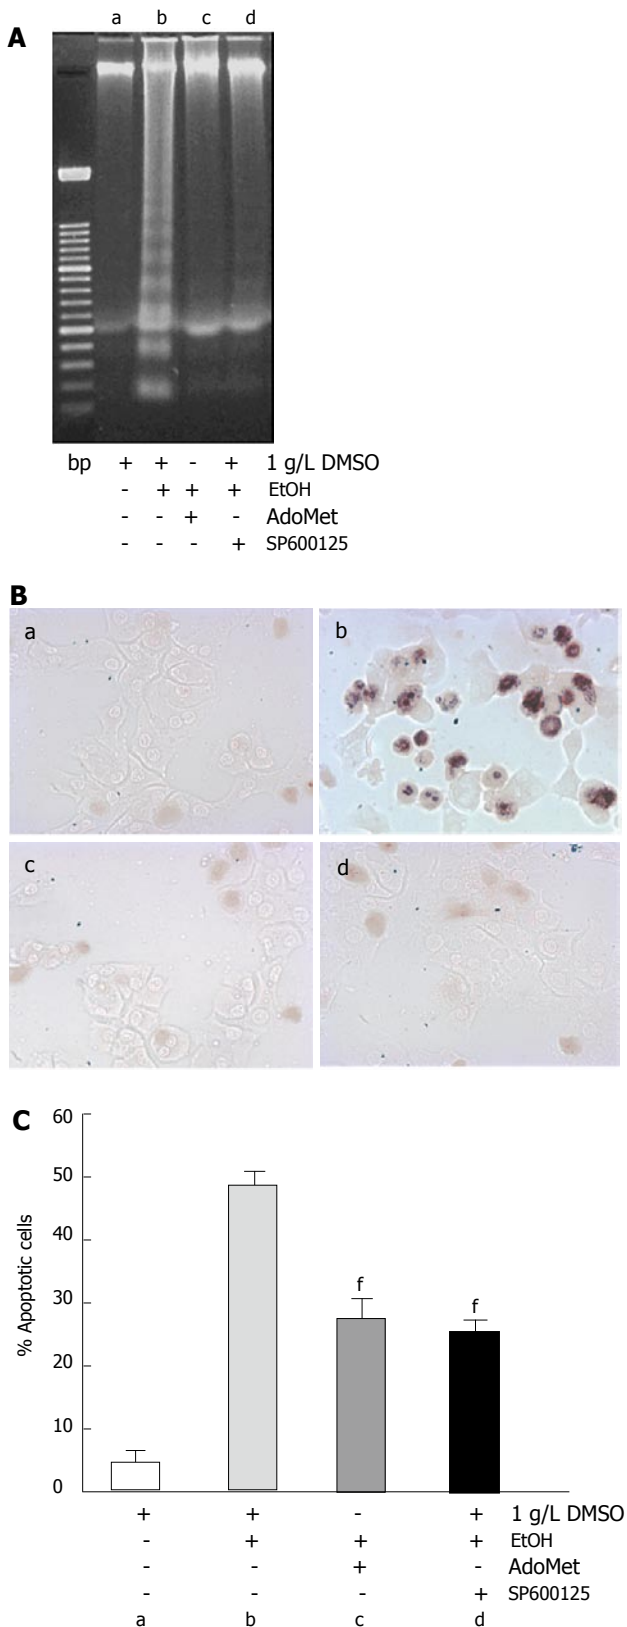 A
a b c d
bp + + - + 1 g/L DMSO
- + + + EtOH
- - + - AdoMet
- - - + SP600125
B
a
b
c
d
C
60
50
40
30
20
10
0
% Apoptotic cells
f
f
+ + - + 1 g/L DMSO
- + + + EtOH
- - + - AdoMet
- - - + SP600125
a b c d